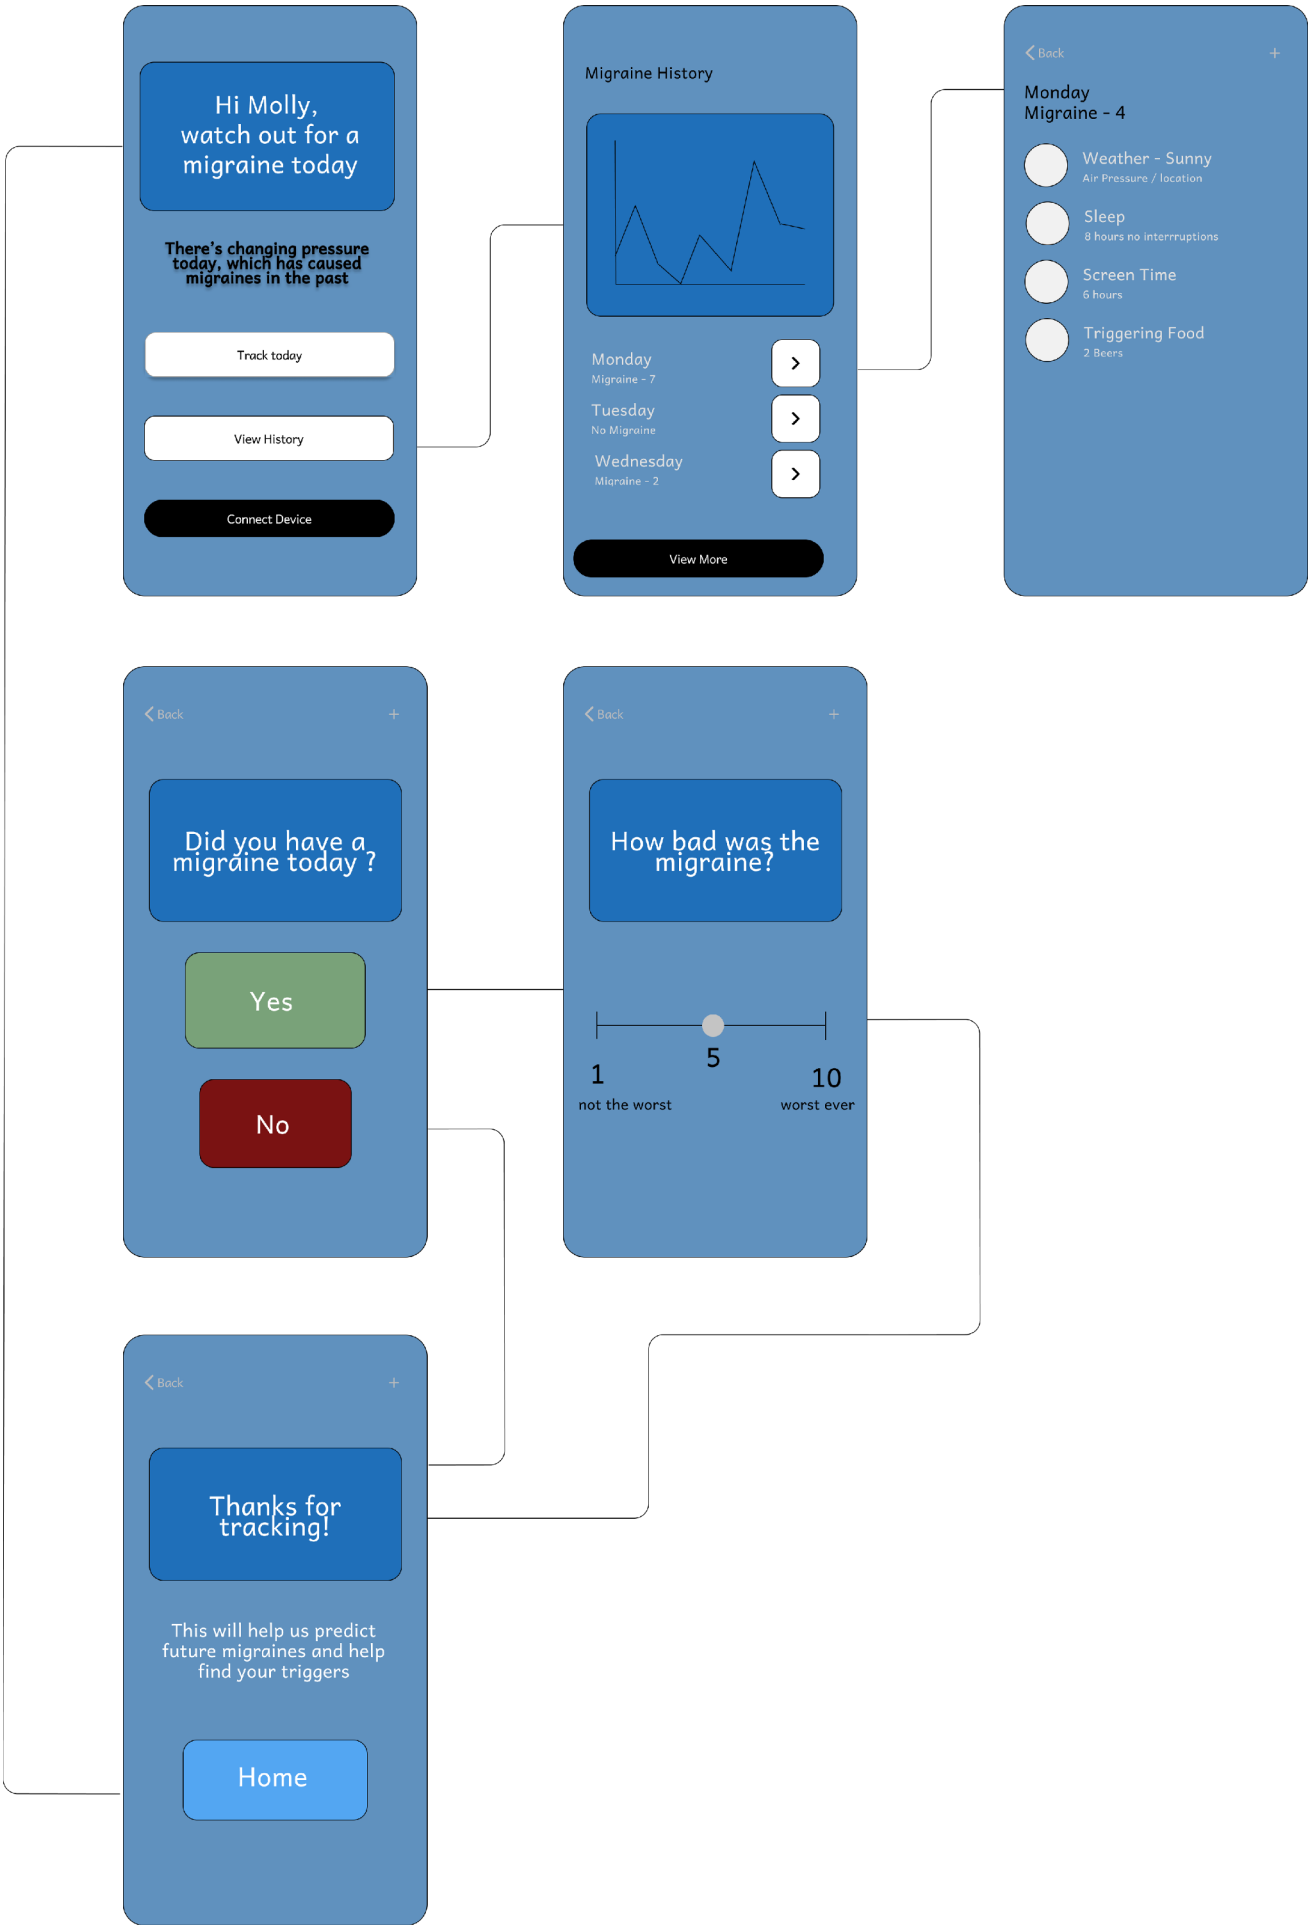 Hi Molly,
watch out for a
migraine today
There's changing pressure
today, which has caused
migraines in the past
Track today
View History
Connect Device
Migraine History
Monday
Migraine - 7
Tuesday
No Migraine
Wednesday
Migraine - 2
View More
Back +
Monday
Migraine - 4
Weather - Sunny
Air Pressure / location
Sleep
8 hours no interrruptions
Screen Time
6 hours
Triggering Food
2 Beers
Back +
Did you have a
migraine today ?
Yes
No
Back +
How bad was the
migraine?
5
1
10
not the worst
worst ever
Back +
Thanks for
tracking!
This will help us predict
future migraines and help
find your triggers
Home